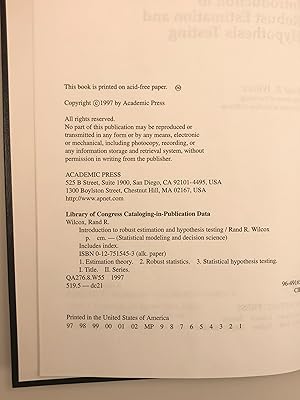 This book is printed on acid-free paper. ∞
Copyright ©1997 by Academic Press
All rights reserved.
No part of this publication may be reproduced or
transmitted in any form or by any means, electronic
or mechanical, including photocopy, recording, or
any information storage and retrieval system, without
permission in writing from the publisher.
ACADEMIC PRESS
525 B Street, Suite 1900, San Diego, CA 92101-4495, USA
1300 Boylston Street, Chestnut Hill, MA 02167, USA
http://www.apnet.com
Library of Congress Cataloging-in-Publication Data
Wilcox, Rand R.
Introduction to robust estimation and hypothesis testing / Rand R. Wilcox
p. cm. — (Statistical modeling and decision science)
Includes index.
ISBN 0-12-751545-3 (alk. paper)
1. Estimation theory. 2. Robust statistics. 3. Statistical hypothesis testing.
I. Title. II. Series.
QA276.8.W55 1997
519.5 – dc21
Printed in the United States of America
97 98 99 00 01 02 MP 9 8 7 6 5 4 3 2 1